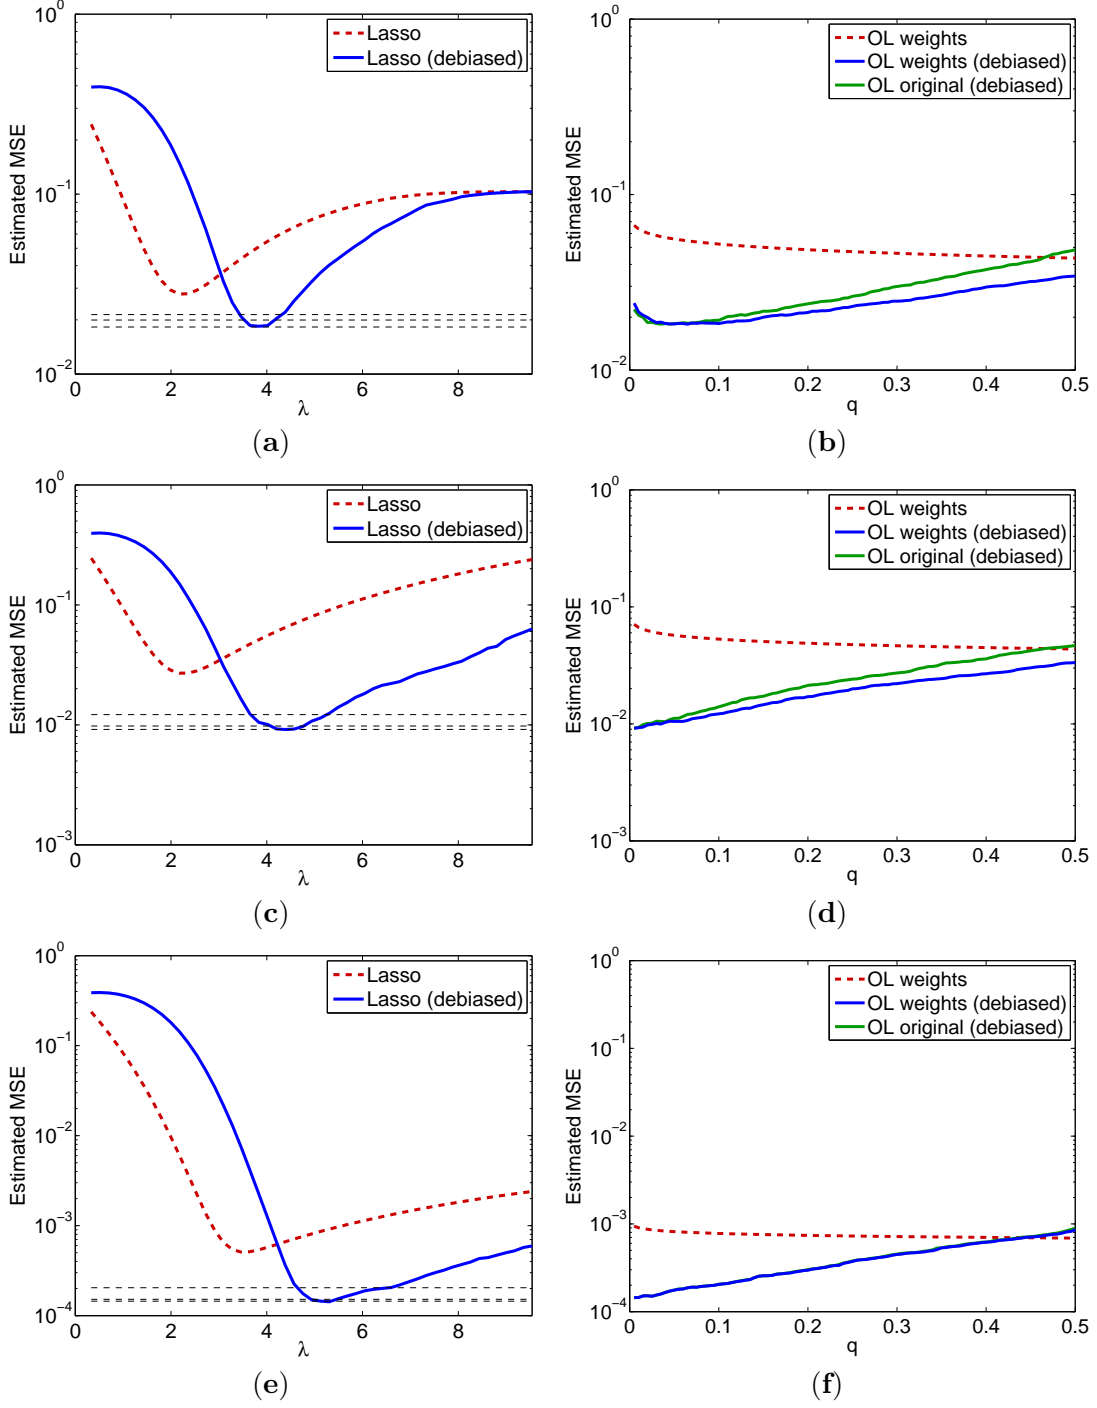 Estimated MSE
10^0
10^−1
10^−2
0 2 4 6 8
λ
Lasso
Lasso (debiased)
(a)
Estimated MSE
10^0
10^−1
10^−2
0 0.1 0.2 0.3 0.4 0.5
q
OL weights
OL weights (debiased)
OL original (debiased)
(b)
Estimated MSE
10^0
10^−1
10^−2
10^−3
0 2 4 6 8
λ
Lasso
Lasso (debiased)
(c)
Estimated MSE
10^0
10^−1
10^−2
10^−3
0 0.1 0.2 0.3 0.4 0.5
q
OL weights
OL weights (debiased)
OL original (debiased)
(d)
Estimated MSE
10^0
10^−1
10^−2
10^−3
10^−4
0 2 4 6 8
λ
Lasso
Lasso (debiased)
(e)
Estimated MSE
10^0
10^−1
10^−2
10^−3
10^−4
0 0.1 0.2 0.3 0.4 0.5
q
OL weights
OL weights (debiased)
OL original (debiased)
(f)